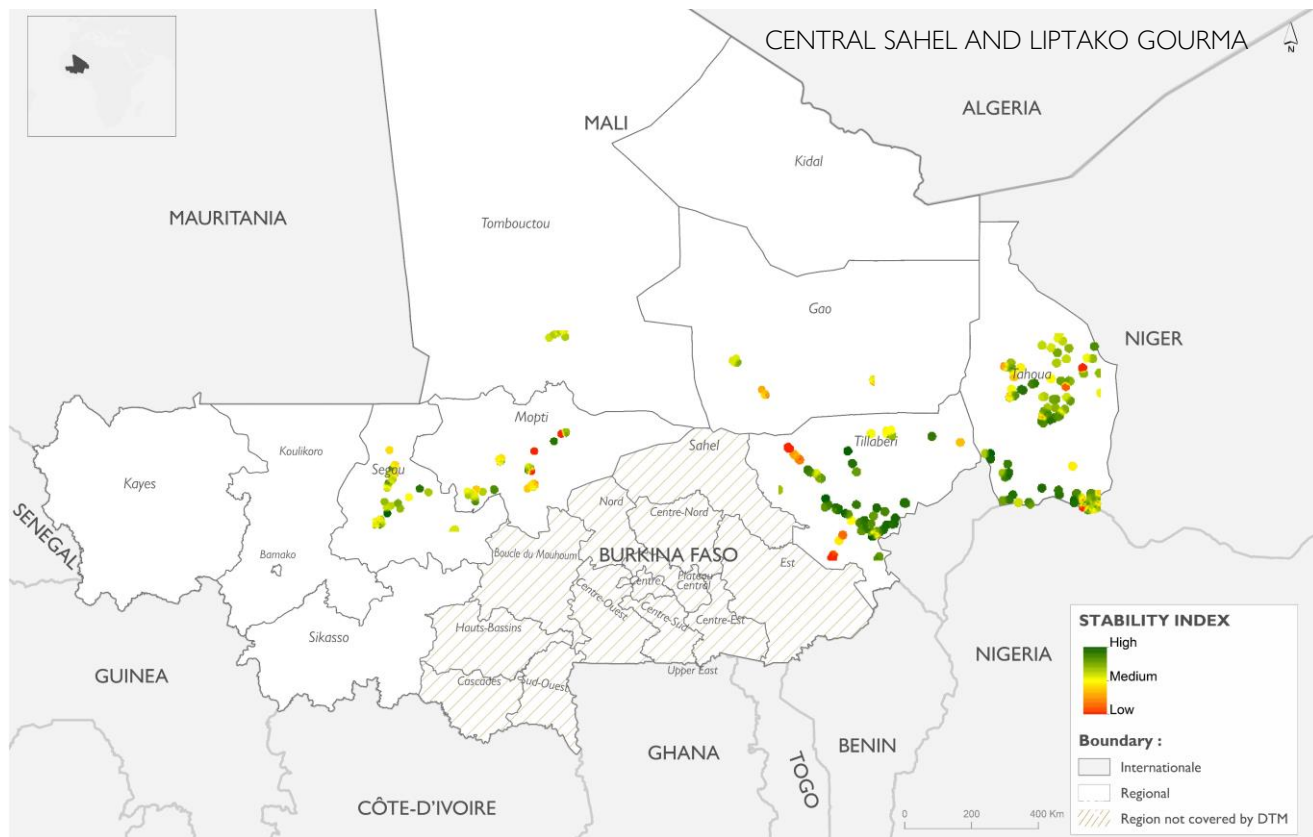 CENTRAL SAHEL AND LIPTAKO GOURMA
N
ALGERIA
MALI
Kidal
MAURITANIA
Tombouctou
Gao
NIGER
Tahoua
Mopti
Tillaberi
Sahel
Koulikoro
Segou
Kayes
Nord
Centre-Nord
SENEGAL
Bamako
Boucle du Mouhoum
BURKINA FASO
Est
Centre
Plateau
Central
Centre-Ouest
Centre-Sud
Centre-Est
Sikasso
Hauts-Bassins
Upper East
Cascades
Sud-Ouest
GUINEA
NIGERIA
GHANA
BENIN
TOGO
CÔTE-D'IVOIRE
STABILITY INDEX
High
Medium
Low
Boundary :
Internationale
Regional
Region not covered by DTM
0 200 400 Km